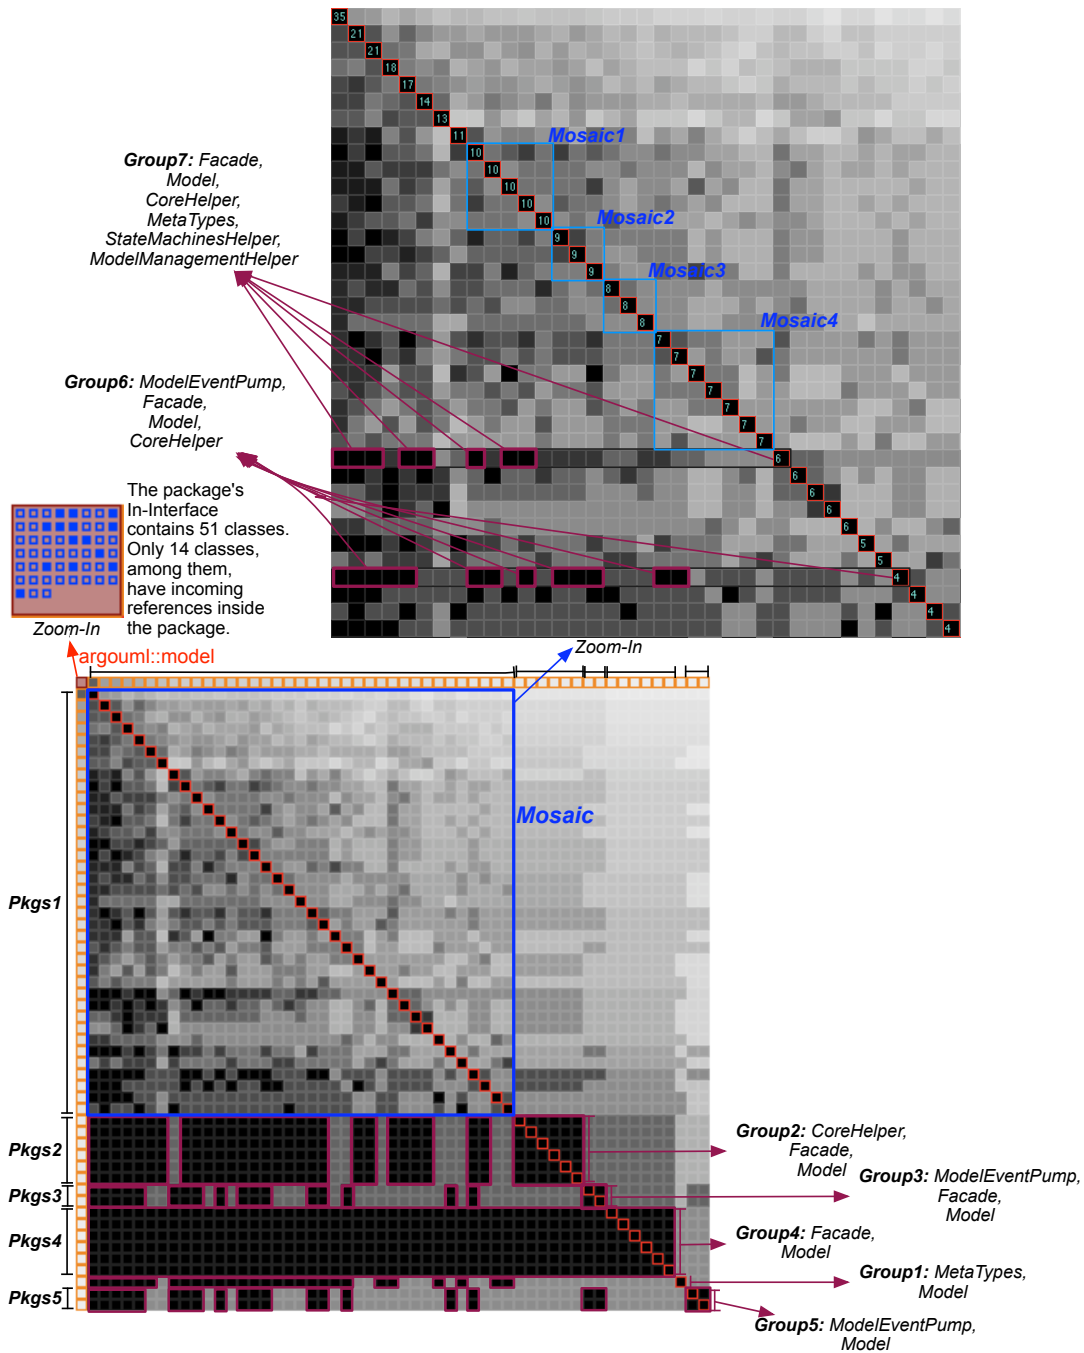 35
21
21
18
17
14
13
11
Mosaic1
10
10
10
10
10
Group7: Facade,
Model,
CoreHelper,
MetaTypes,
StateMachinesHelper,
ModelManagementHelper
Mosaic2
9
9
9
Mosaic3
8
8
8
Mosaic4
7
7
7
7
7
7
7
Group6: ModelEventPump,
Facade,
Model,
CoreHelper
6
6
6
6
6
5
5
4
4
4
4
The package's
In-Interface
contains 51 classes.
Only 14 classes,
among them,
have incoming
references inside
the package.
Zoom-In
Zoom-In
argouml::model
Mosaic
Pkgs1
Pkgs2
Group2: CoreHelper,
Facade,
Model
Pkgs3
Group3: ModelEventPump,
Facade,
Model
Pkgs4
Group4: Facade,
Model
Group1: MetaTypes,
Model
Pkgs5
Group5: ModelEventPump,
Model